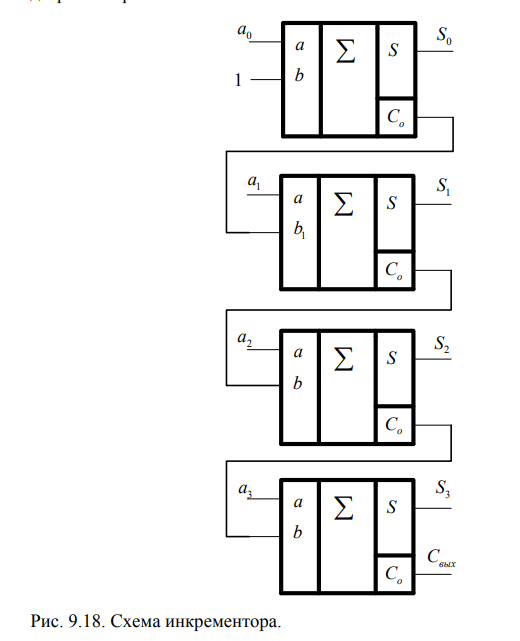 a₀ a ∑ S S₀
1 b
Cₒ
a₁ a ∑ S S₁
b₁
Cₒ
a₂ a ∑ S S₂
b
Cₒ
a₃ a ∑ S S₃
b
Cₒ Cвых
Рис. 9.18. Схема инкрементора.